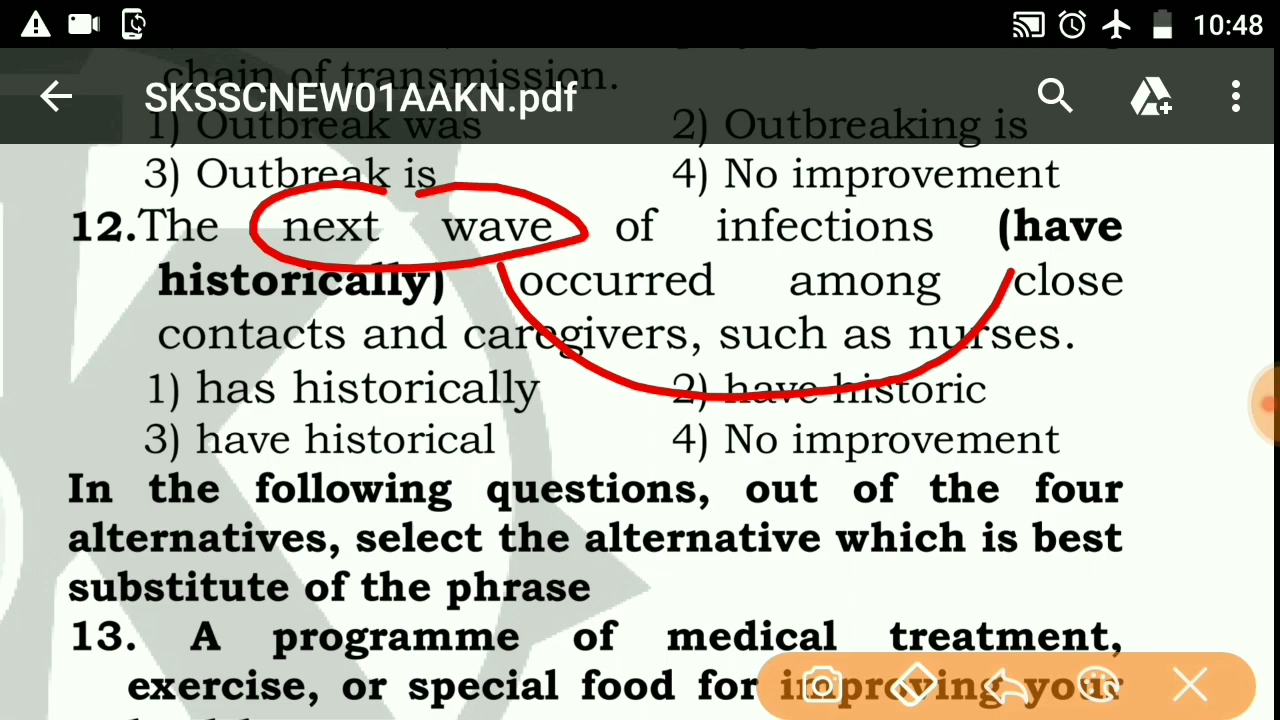 10:48
chain of transmission.
SKSSCNEW01AAKN.pdf
1) Outbreak was 2) Outbreaking is
3) Outbreak is 4) No improvement
12.The next wave of infections (have
historically) occurred among close
contacts and caregivers, such as nurses.
1) has historically 2) have historic
3) have historical 4) No improvement
In the following questions, out of the four
alternatives, select the alternative which is best
substitute of the phrase
13. A programme of medical treatment,
exercise, or special food for improving your